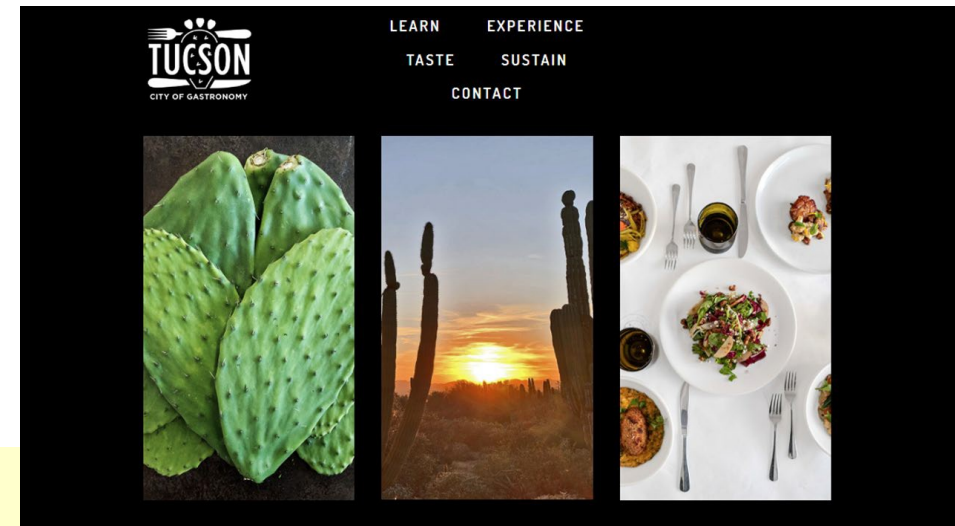 TUCSON
CITY OF GASTRONOMY
LEARN EXPERIENCE
TASTE SUSTAIN
CONTACT